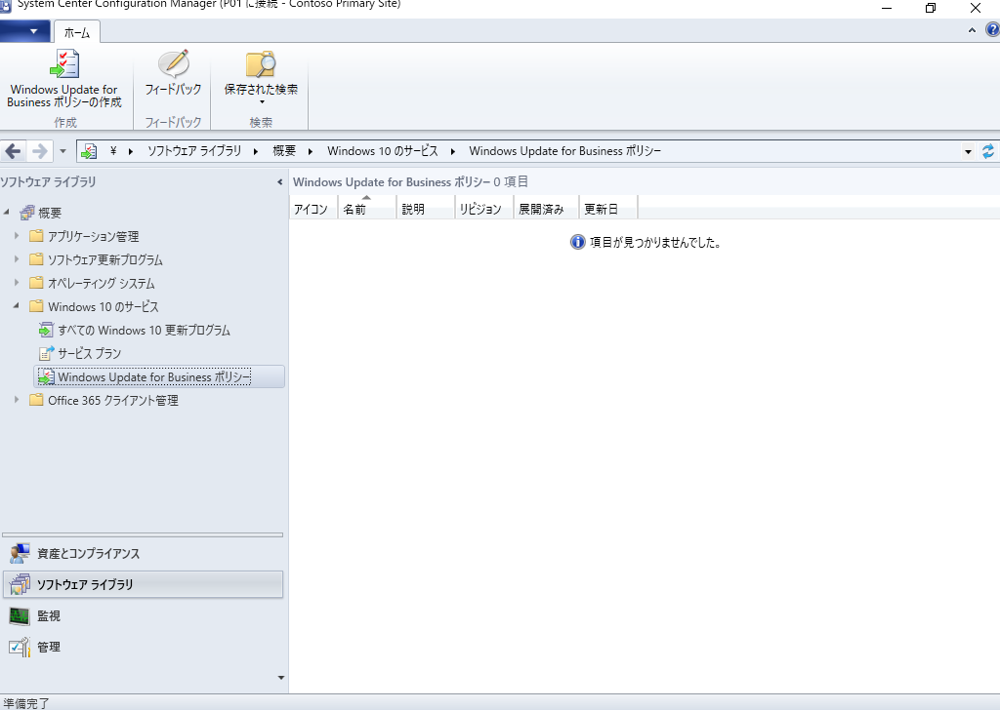 System Center Configuration Manager (P01 に接続 - Contoso Primary Site)
ホーム
Windows Update for
Business ポリシーの作成
フィードバック
保存された検索
作成
フィードバック
検索
¥ ソフトウェア ライブラリ 概要 Windows 10 のサービス Windows Update for Business ポリシー
ソフトウェア ライブラリ
概要
アプリケーション管理
ソフトウェア更新プログラム
オペレーティング システム
Windows 10 のサービス
すべての Windows 10 更新プログラム
サービス プラン
Windows Update for Business ポリシー
Office 365 クライアント管理
資産とコンプライアンス
ソフトウェア ライブラリ
監視
管理
Windows Update for Business ポリシー 0 項目
アイコン 名前 説明 リビジョン 展開済み 更新日
項目が見つかりませんでした。
準備完了